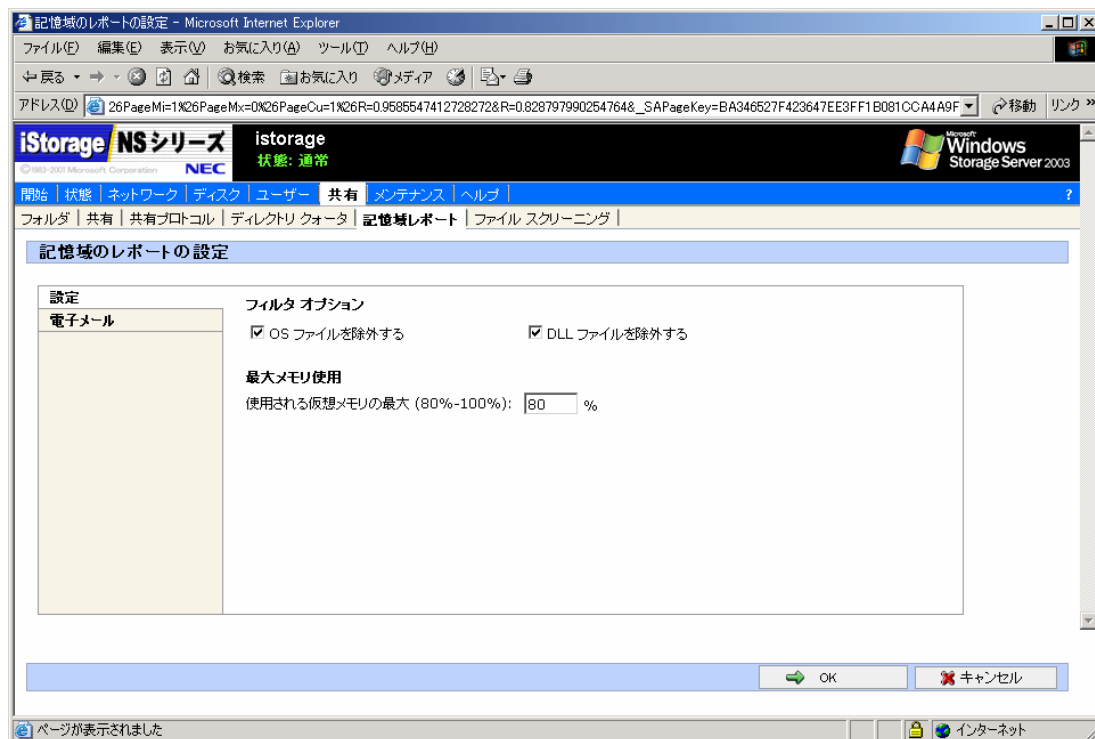 記憶域のレポートの設定 - Microsoft Internet Explorer
ファイル(F) 編集(E) 表示(V) お気に入り(A) ツール(T) ヘルプ(H)
戻る 検索 お気に入り メディア
アドレス(D) 26PageMi=1%26PageMx=0%26PageCu=1%26R=0.9585547412728272&R=0.828797990254764&_SAPageKey=BA346527F423647EE3FF1B081CCA4A9F 移動 リンク »
iStorage NSシリーズ
©1983-2001 Microsoft Corporation NEC
istorage
状態: 通常
Microsoft
Windows
Storage Server 2003
開始 | 状態 | ネットワーク | ディスク | ユーザー | 共有 | メンテナンス | ヘルプ | ?
フォルダ | 共有 | 共有プロトコル | ディレクトリ クォータ | 記憶域レポート | ファイル スクリーニング |
記憶域のレポートの設定
設定
電子メール
フィルタ オプション
OS ファイルを除外する DLL ファイルを除外する
最大メモリ使用
使用される仮想メモリの最大 (80%-100%): 80 %
OK キャンセル
ページが表示されました インターネット